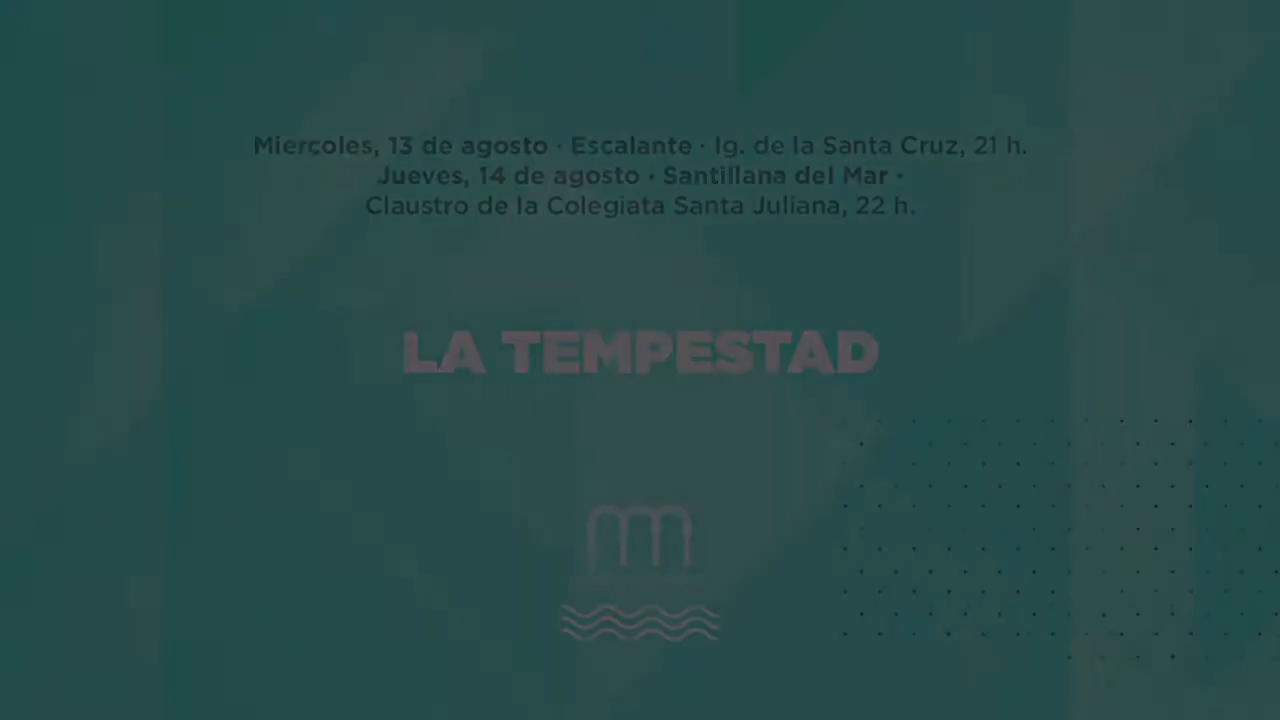 Miercoles, 13 de agosto · Escalante · Ig. de la Santa Cruz, 21 h.
Jueves, 14 de agosto · Santillana del Mar ·
Claustro de la Colegiata Santa Juliana, 22 h.
LA TEMPESTAD